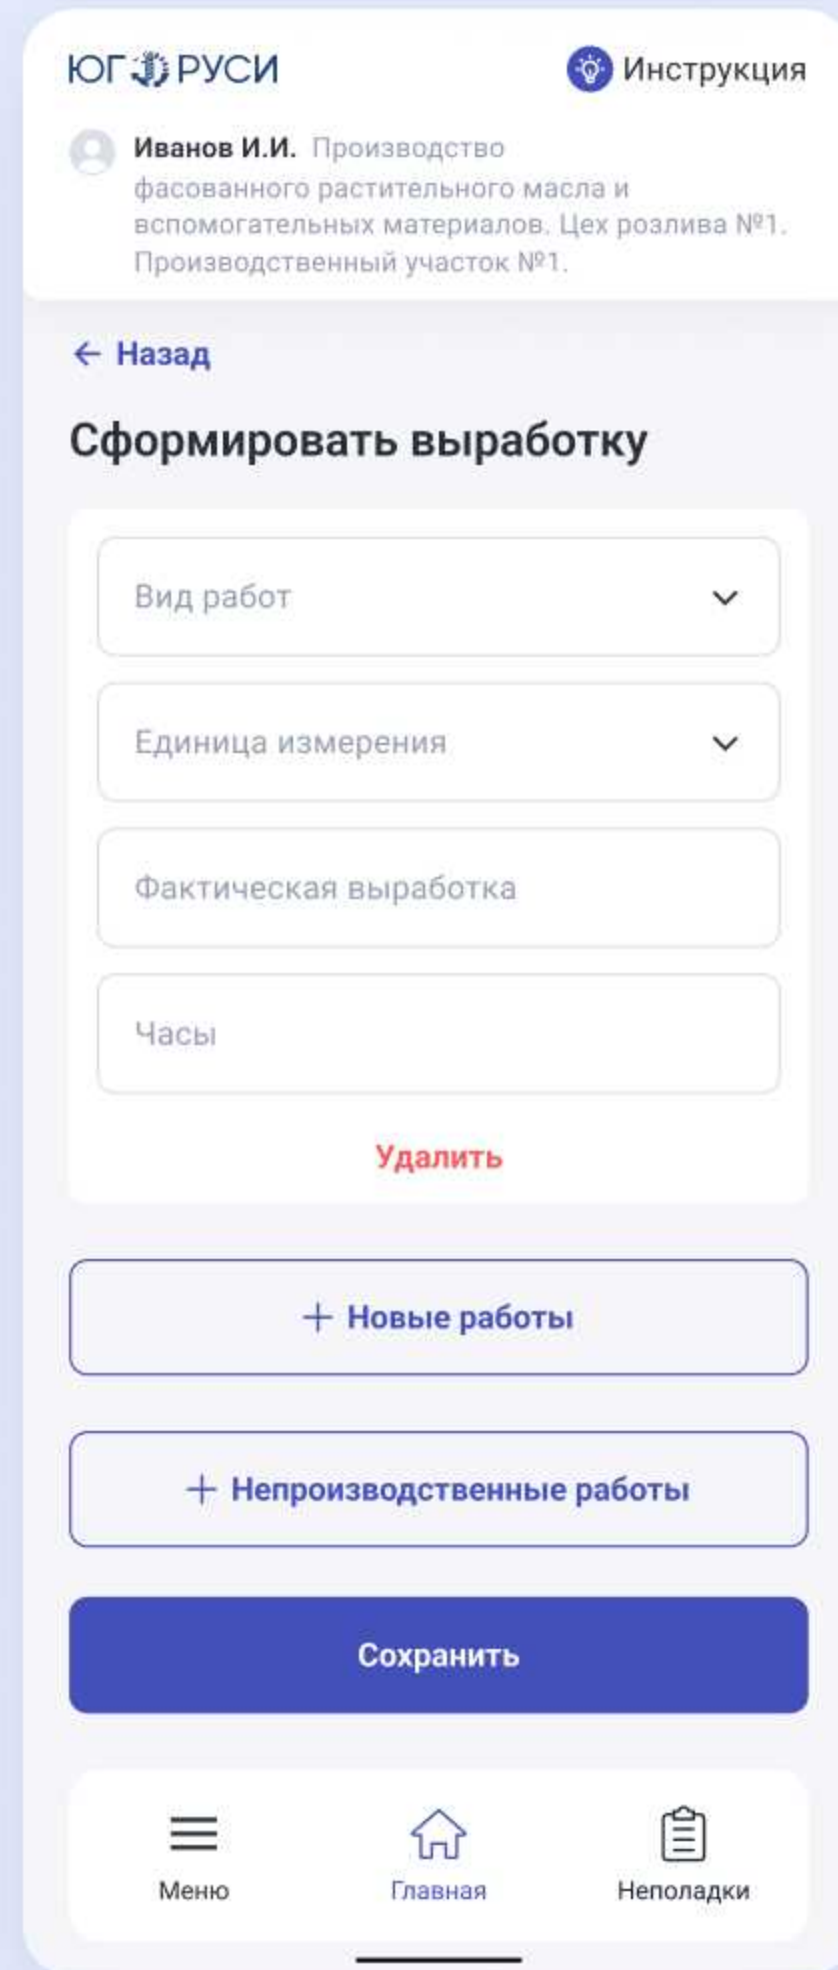 ЮГ РУСИ
Инструкция
Иванов И.И. Производство
фасованного растительного масла и
вспомогательных материалов. Цех розлива №1.
Производственный участок №1.
← Назад
Сформировать выработку
Вид работ
Единица измерения
Фактическая выработка
Часы
Удалить
+ Новые работы
+ Непроизводственные работы
Сохранить
Меню
Главная
Неполадки